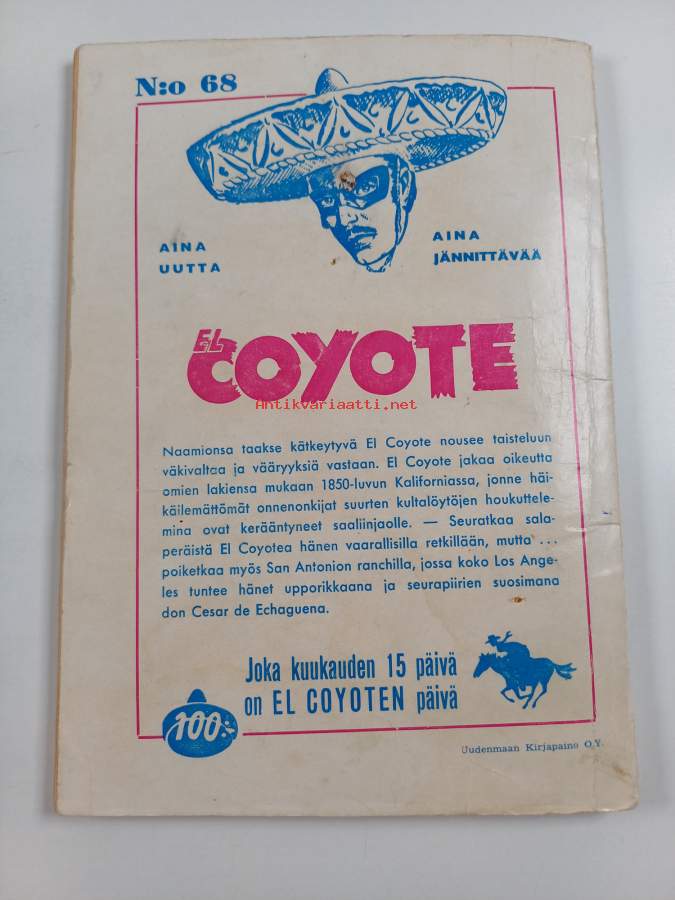 N:o 68
AINA
UUTTA
AINA
JÄNNITTÄVÄÄ
EL
COYOTE
Antikvariaatti.net
Naamionsa taakse kätkeytyvä El Coyote nousee taisteluun
väkivaltaa ja vääryyksiä vastaan. El Coyote jakaa oikeutta
omien lakiensa mukaan 1850-luvun Kaliforniassa, jonne häi-
käilemättömät onnenonkijat suurten kultalöytöjen houkuttele-
mina ovat kerääntyneet saaliinjaolle. — Seuratkaa sala-
peräistä El Coyotea hänen vaarallisilla retkillään, mutta ...
poiketkaa myös San Antonion ranchilla, jossa koko Los Ange-
les tuntee hänet upporikkaana ja seurapiirien suosimana
don Cesar de Echaguena.
Joka kuukauden 15 päivä
on EL COYOTEN päivä
100:-
Uudenmaan Kirjapaino O.Y.